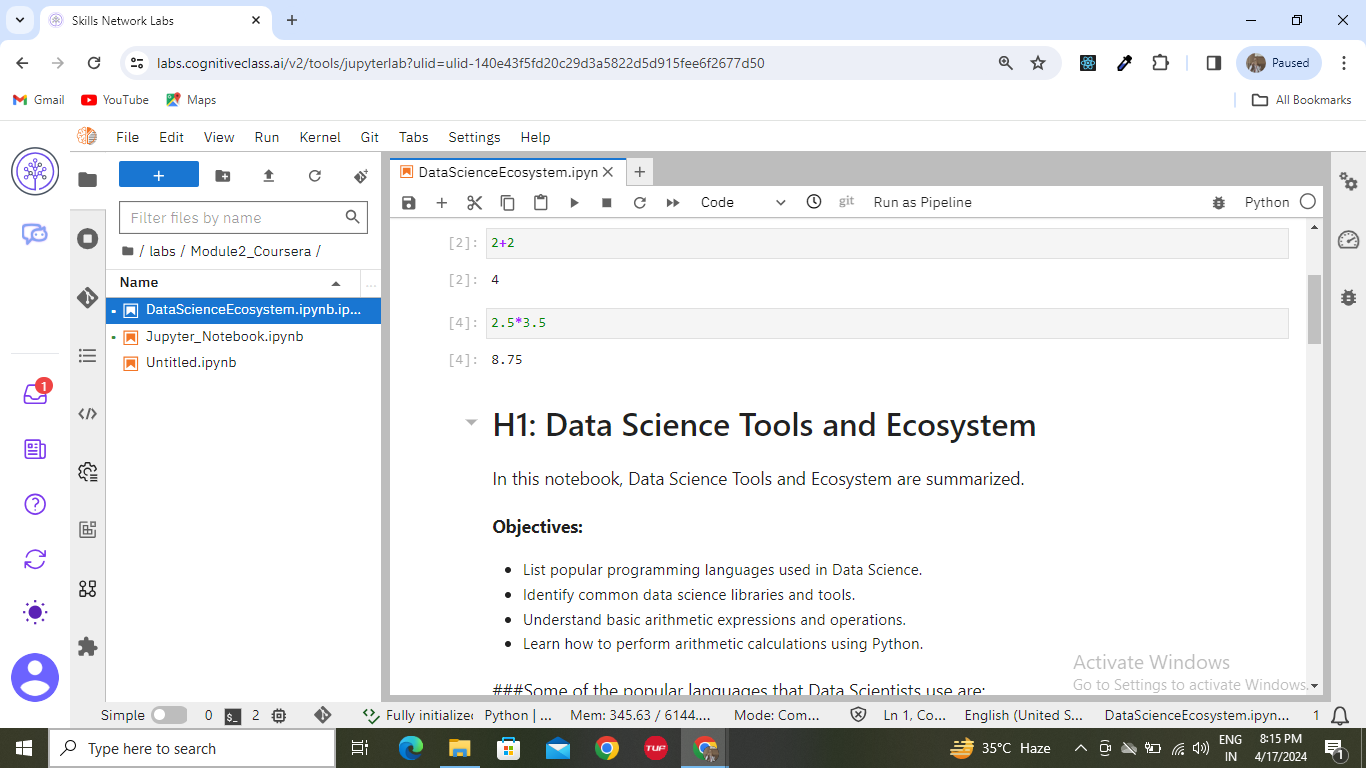 Skills Network Labs
labs.cognitiveclass.ai/v2/tools/jupyterlab?ulid=ulid-140e43f5fd20c29d3a5822d5d915fee6f2677d50
Paused
Gmail YouTube Maps All Bookmarks
File Edit View Run Kernel Git Tabs Settings Help
+
DataScienceEcosystem.ipyn
Filter files by name
Code git Run as Pipeline Python
/ labs / Module2_Coursera /
Name ...
DataScienceEcosystem.ipynb.ip...
Jupyter_Notebook.ipynb
Untitled.ipynb
1
[2]: 2+2
[2]: 4
[4]: 2.5*3.5
[4]: 8.75
H1: Data Science Tools and Ecosystem
In this notebook, Data Science Tools and Ecosystem are summarized.
Objectives:
• List popular programming languages used in Data Science.
• Identify common data science libraries and tools.
• Understand basic arithmetic expressions and operations.
• Learn how to perform arithmetic calculations using Python.
###Some of the popular languages that Data Scientists use are:
Activate Windows
Go to Settings to activate Windows.
Simple 0 $_ 2 Fully initialized Python | ... Mem: 345.63 / 6144.... Mode: Com... Ln 1, Co... English (United S... DataScienceEcosystem.ipyn... 1
Type here to search
TUF
35°C Haze
ENG
IN
8:15 PM
4/17/2024
1